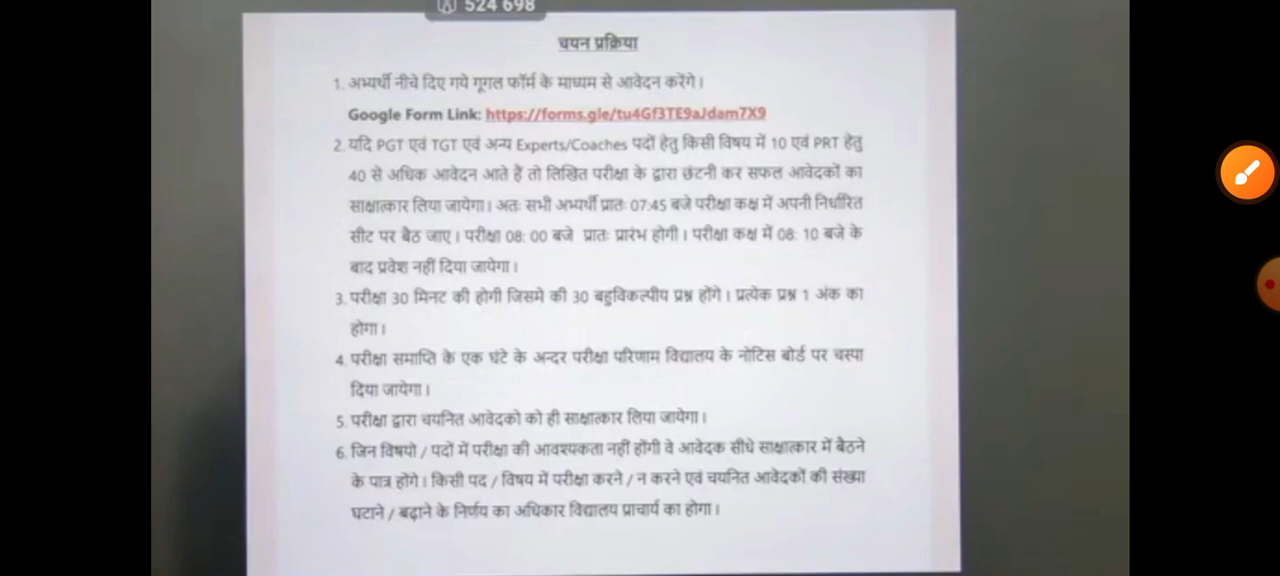 524 698
चयन प्रक्रिया
1. अभ्यर्थी नीचे दिए गये गूगल फॉर्म के माध्यम से आवेदन करेंगे।
Google Form Link: https://forms.gle/tu4Gf3TE9aJdam7X9
2. यदि PGT एवं TGT एवं अन्य Experts/Coaches पदों हेतु किसी विषय में 10 एवं PRT हेतु
40 से अधिक आवेदन आते हैं तो लिखित परीक्षा के द्वारा छंटनी कर सफल आवेदकों का
साक्षात्कार लिया जायेगा। अतः सभी अभ्यर्थी प्रातः 07:45 बजे परीक्षा कक्ष में अपनी निर्धारित
सीट पर बैठ जाए। परीक्षा 08: 00 बजे प्रातः प्रारंभ होगी। परीक्षा कक्ष में 08: 10 बजे के
बाद प्रवेश नहीं दिया जायेगा।
3. परीक्षा 30 मिनट की होगी जिसमे की 30 बहुविकल्पीय प्रश्न होंगे। प्रत्येक प्रश्न 1 अंक का
होगा।
4. परीक्षा समाप्ति के एक घंटे के अन्दर परीक्षा परिणाम विद्यालय के नोटिस बोर्ड पर चस्पा
दिया जायेगा।
5. परीक्षा द्वारा चयनित आवेदको को ही साक्षात्कार लिया जायेगा।
6. जिन विषयो / पदों में परीक्षा की आवश्यकता नहीं होंगी वे आवेदक सीधे साक्षात्कार में बैठने
के पात्र होंगे। किसी पद / विषय में परीक्षा करने / न करने एवं चयनित आवेदकों की संख्या
घटाने / बढ़ाने के निर्णय का अधिकार विद्यालय प्राचार्य का होगा।